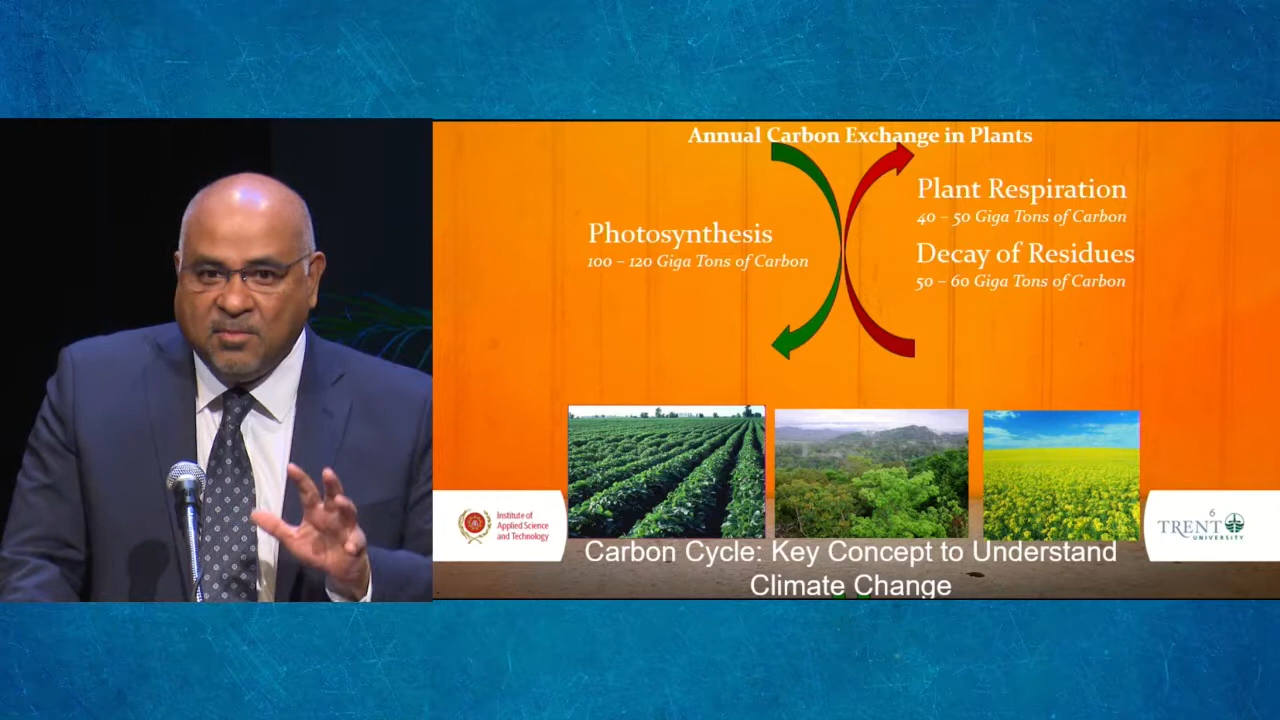 Annual Carbon Exchange in Plants
Photosynthesis
100 – 120 Giga Tons of Carbon
Plant Respiration
40 – 50 Giga Tons of Carbon
Decay of Residues
50 – 60 Giga Tons of Carbon
Institute of
Applied Science
and Technology
6
TRENT
UNIVERSITY
Carbon Cycle: Key Concept to Understand
Climate Change